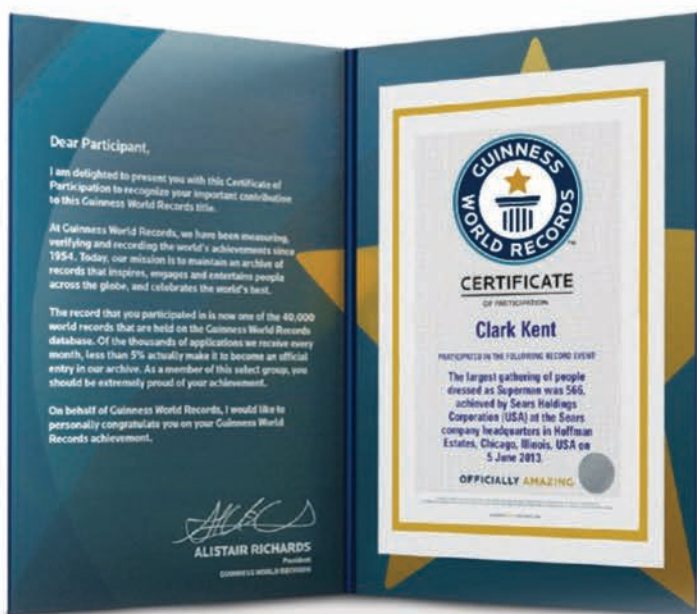 Dear Participant,
I am delighted to present you with this Certificate of
Participation to recognize your important contribution
to this Guinness World Records title.
At Guinness World Records, we have been measuring,
verifying and recording the world's achievements since
1954. Today, our mission is to maintain an archive of
records that inspires, engages and entertains people
across the globe, and celebrates the world's best.
The record that you participated in is now one of the 40,000
world records that are held on the Guinness World Records
database. Of the thousands of applications we receive every
month, less than 5% actually make it to become an official
entry in our archive. As a member of this select group, you
should be extremely proud of your achievement.
On behalf of Guinness World Records, I would like to
personally congratulate you on your Guinness World
Records achievement.
ALISTAIR RICHARDS
President
GUINNESS WORLD RECORDS
GUINNESS
WORLD RECORDS
TM
CERTIFICATE
OF PARTICIPATION
Clark Kent
PARTICIPATED IN THE FOLLOWING RECORD EVENT
The largest gathering of people
dressed as Superman was 566,
achieved by Sears Holdings
Corporation (USA) at the Sears
company headquarters in Hoffman
Estates, Chicago, Illinois, USA on
5 June 2013.
OFFICIALLY AMAZING